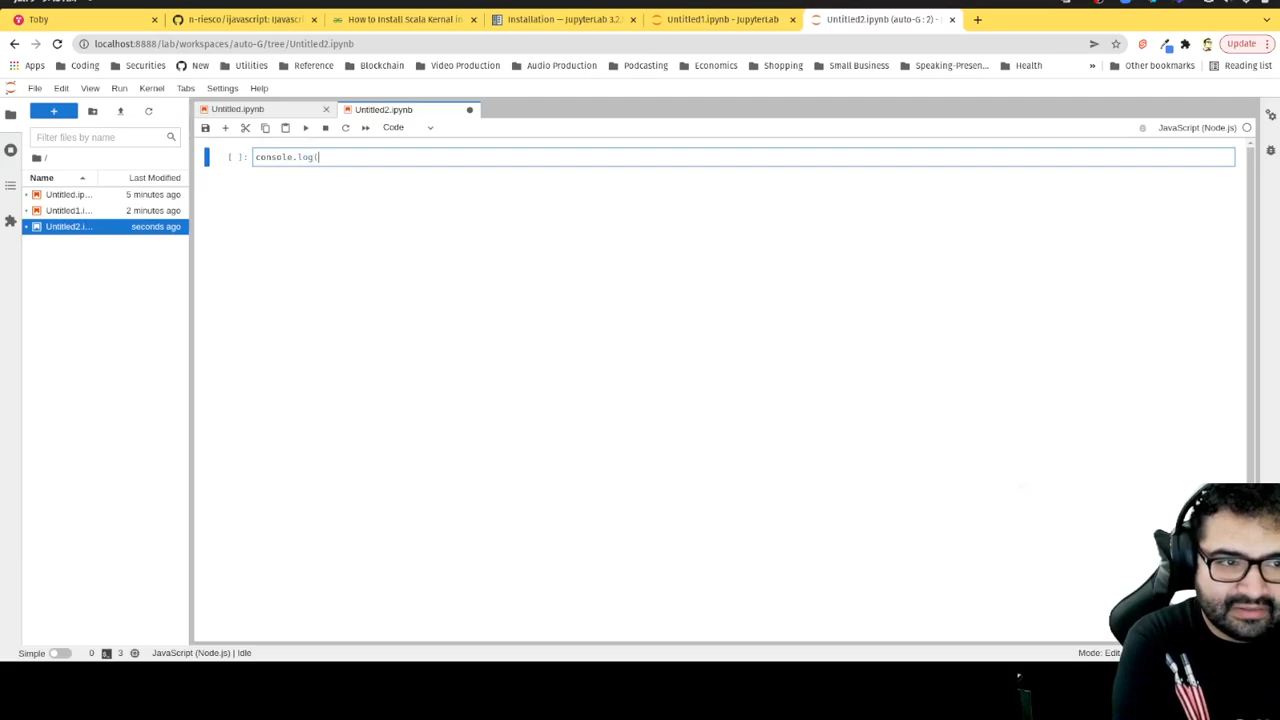 Toby
n-riesco/ijavascript: IJavasc
How to Install Scala Kernal in
Installation — JupyterLab 3.2.
Untitled1.ipynb - JupyterLab
Untitled2.ipynb (auto-G : 2) -
localhost:8888/lab/workspaces/auto-G/tree/Untitled2.ipynb
Update
Apps
Coding
Securities
New
Utilities
Reference
Blockchain
Video Production
Audio Production
Podcasting
Economics
Shopping
Small Business
Speaking-Presen...
Health
»
Other bookmarks
Reading list
File Edit View Run Kernel Tabs Settings Help
Untitled.ipynb
Untitled2.ipynb
Filter files by name
Code
JavaScript (Node.js)
/
[ ]: console.log(
Name Last Modified
Untitled.ip... 5 minutes ago
Untitled1.i... 2 minutes ago
Untitled2.i... seconds ago
Simple 0 3 JavaScript (Node.js) | Idle
Mode: Edit